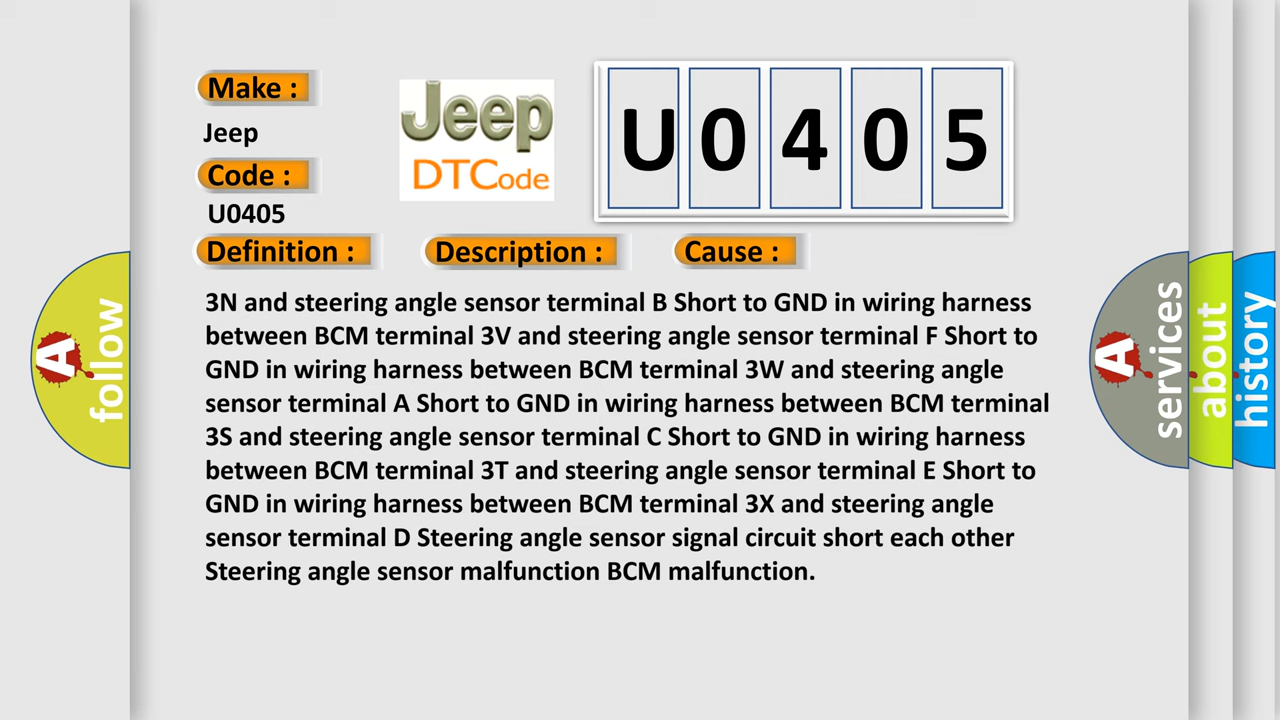 Make :
Jeep
Code :
U0405
Jeep
DTCode
U0405
Definition :
Description :
Cause :
3N and steering angle sensor terminal B Short to GND in wiring harness
between BCM terminal 3V and steering angle sensor terminal F Short to
GND in wiring harness between BCM terminal 3W and steering angle
sensor terminal A Short to GND in wiring harness between BCM terminal
3S and steering angle sensor terminal C Short to GND in wiring harness
between BCM terminal 3T and steering angle sensor terminal E Short to
GND in wiring harness between BCM terminal 3X and steering angle
sensor terminal D Steering angle sensor signal circuit short each other
Steering angle sensor malfunction BCM malfunction.
A
follow
A
services
about
history